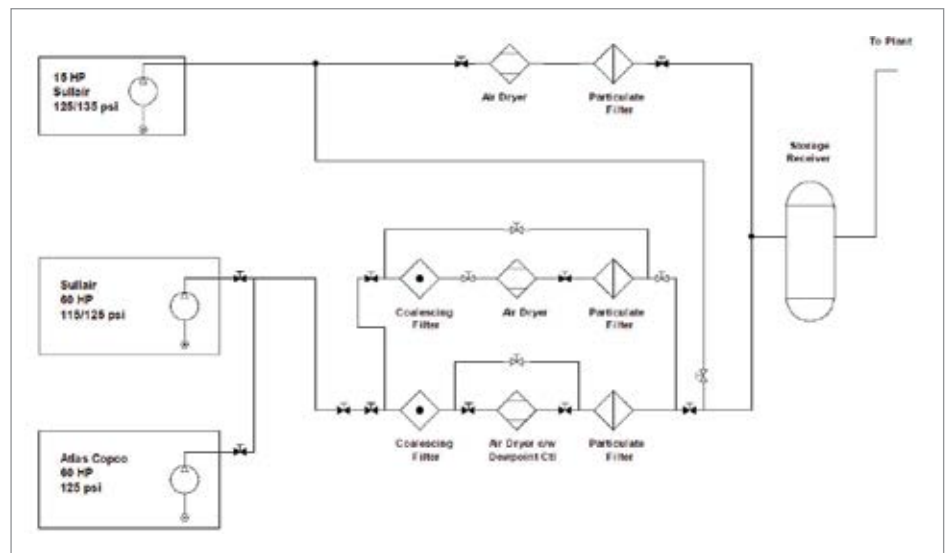 To Plant
15 HP
Sullair
125/135 psi
Air Dryer
Particulate
Filter
Storage
Receiver
Sullair
60 HP
115/125 psi
Coalescing
Filter
Air Dryer
Particulate
Filter
Atlas Copco
60 HP
125 psi
Coalescing
Filter
Air Dryer c/w
Dewpoint Ctl
Particulate
Filter